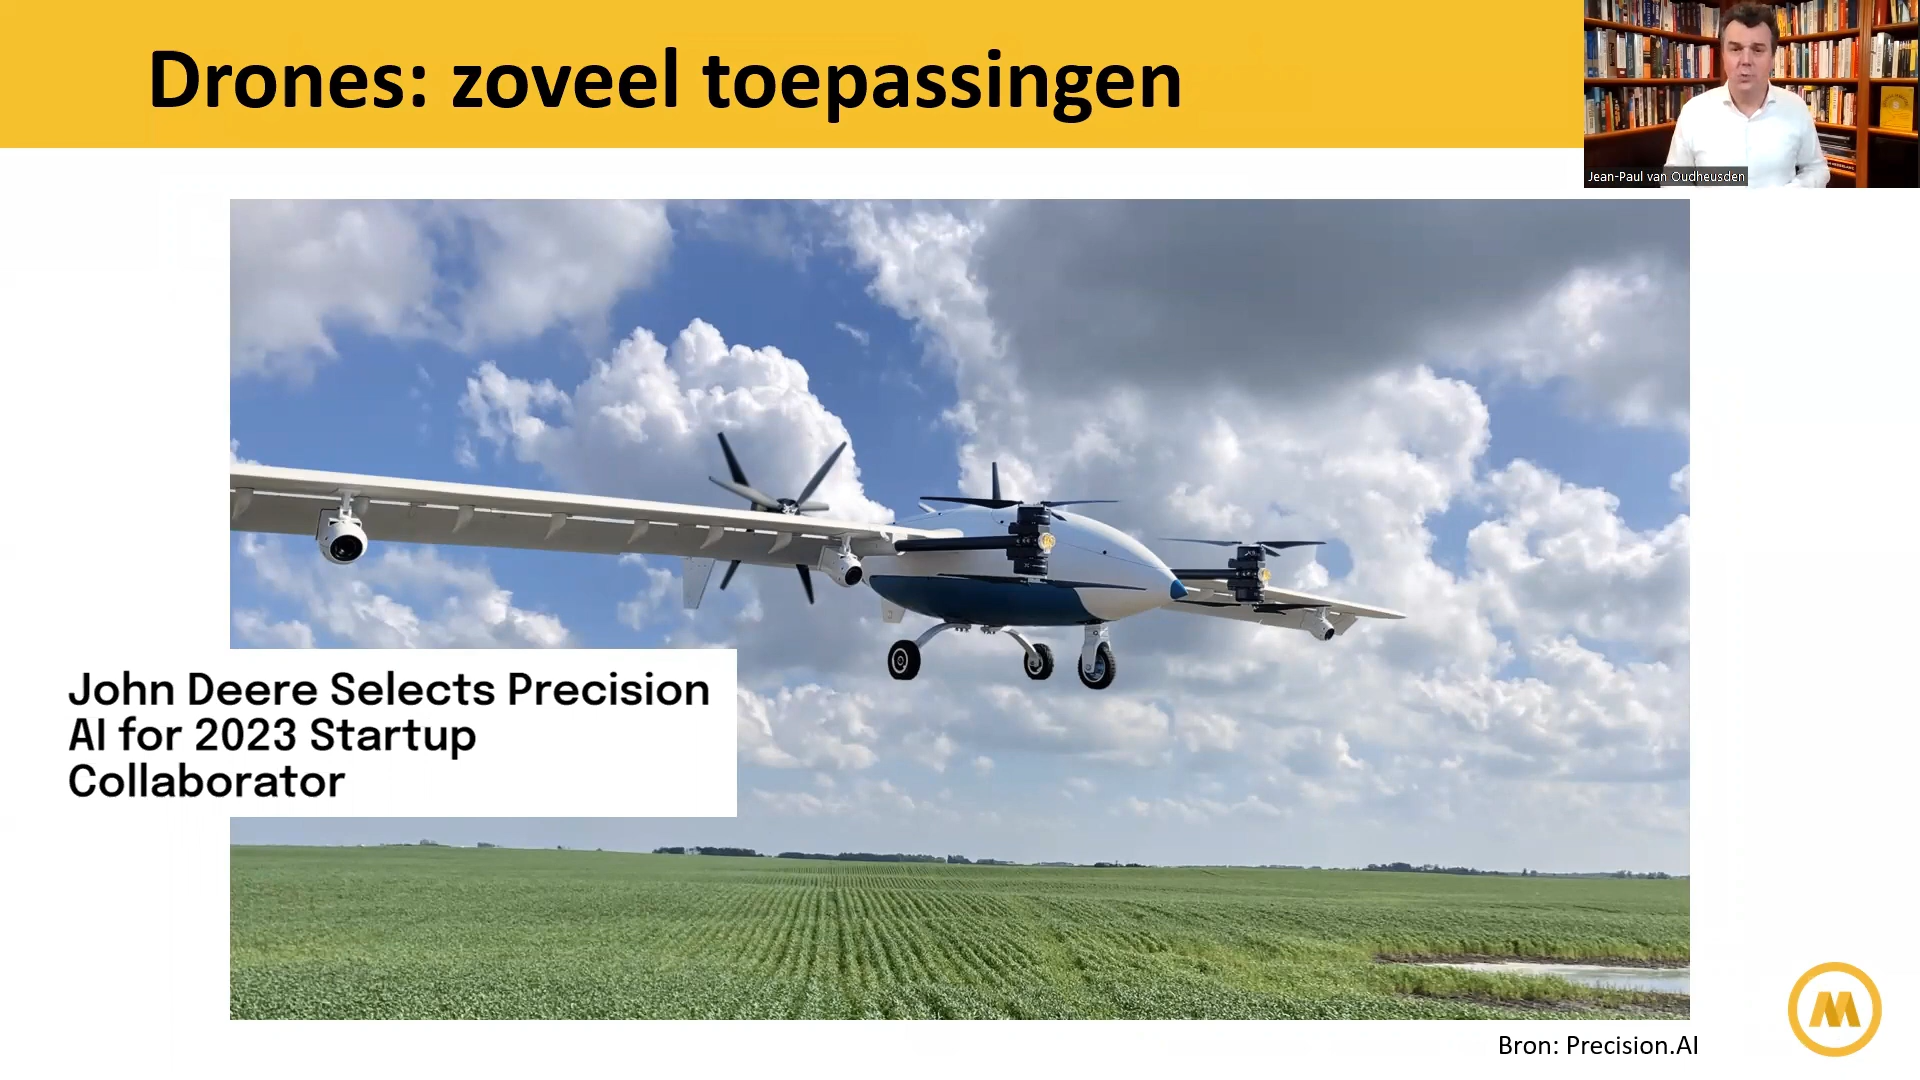 Drones: zoveel toepassingen
Jean-Paul van Oudheusden
John Deere Selects Precision
AI for 2023 Startup
Collaborator
Bron: Precision.AI